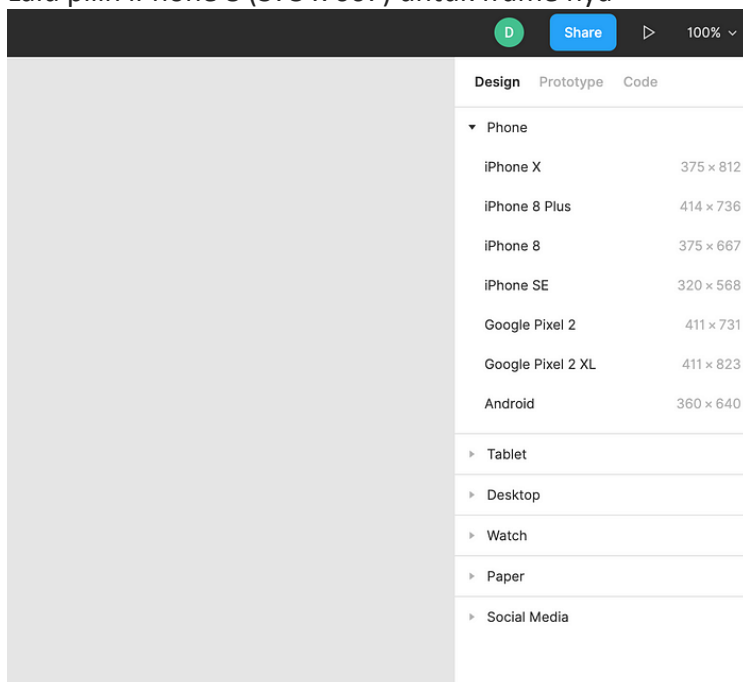 D Share 100%
Design Prototype Code
Phone
iPhone X 375 × 812
iPhone 8 Plus 414 × 736
iPhone 8 375 × 667
iPhone SE 320 × 568
Google Pixel 2 411 × 731
Google Pixel 2 XL 411 × 823
Android 360 × 640
Tablet
Desktop
Watch
Paper
Social Media